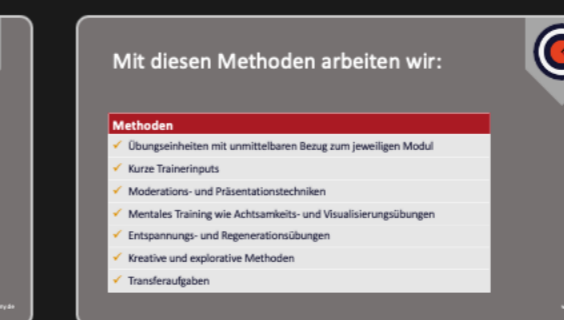 Mit diesen Methoden arbeiten wir:
Methoden
✓ Übungseinheiten mit unmittelbaren Bezug zum jeweiligen Modul
✓ Kurze Trainerinputs
✓ Moderations- und Präsentationstechniken
✓ Mentales Training wie Achtsamkeits- und Visualisierungsübungen
✓ Entspannungs- und Regenerationsübungen
✓ Kreative und explorative Methoden
✓ Transferaufgaben